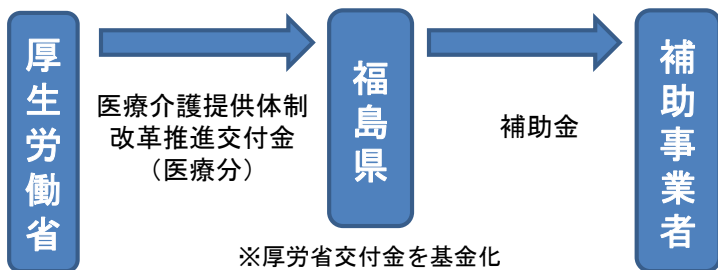 厚生労働省
医療介護提供体制
改革推進交付金
（医療分）
福島県
補助金
補助事業者
※厚労省交付金を基金化